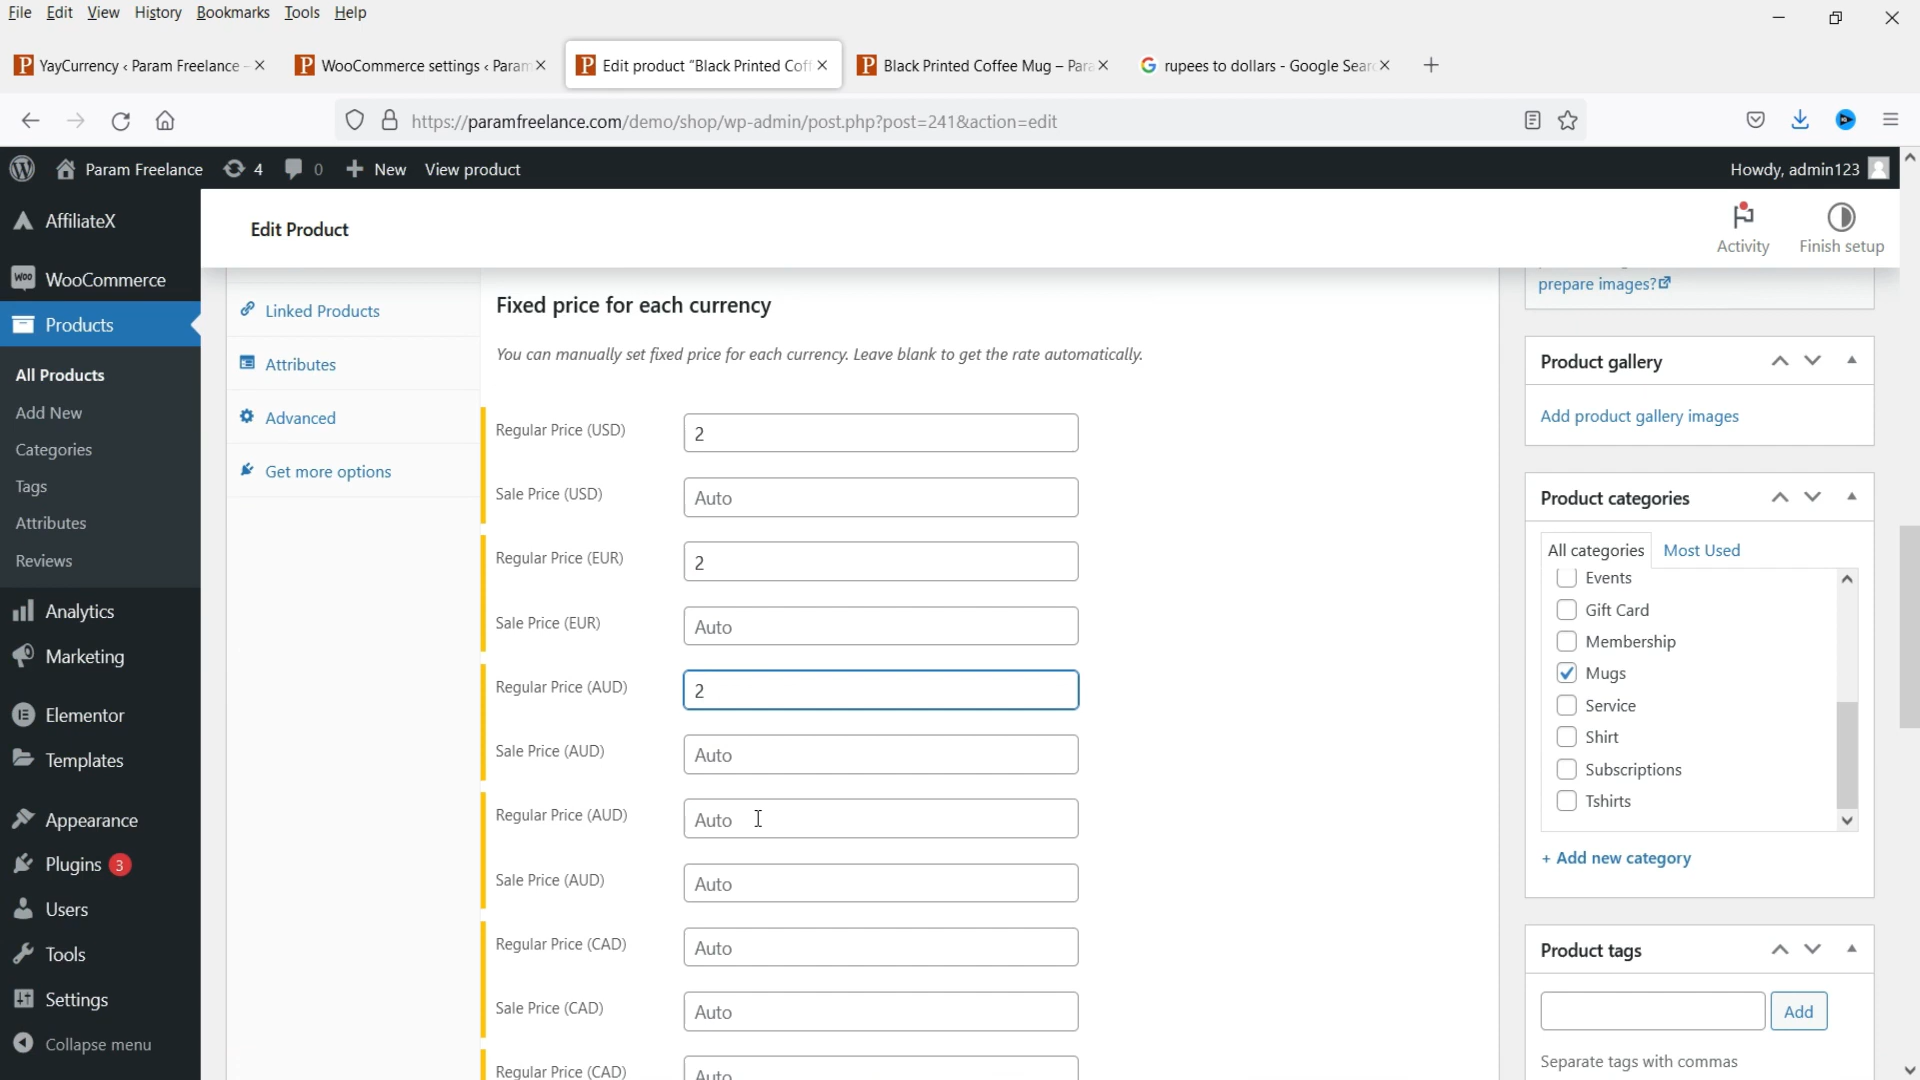 File Edit View History Bookmarks Tools Help
YayCurrency ‹ Param Freelance –
WooCommerce settings ‹ Param
Edit product "Black Printed Coff
Black Printed Coffee Mug – Para
rupees to dollars - Google Sear
https://paramfreelance.com/demo/shop/wp-admin/post.php?post=241&action=edit
Param Freelance 4 0 New View product
Howdy, admin123
AffiliateX
Edit Product
Activity
Finish setup
WooCommerce
Products
All Products
Add New
Categories
Tags
Attributes
Reviews
Analytics
Marketing
Elementor
Templates
Appearance
Plugins 3
Users
Tools
Settings
Collapse menu
Linked Products
Attributes
Advanced
Get more options
Fixed price for each currency
You can manually set fixed price for each currency. Leave blank to get the rate automatically.
Regular Price (USD) 2
Sale Price (USD) Auto
Regular Price (EUR) 2
Sale Price (EUR) Auto
Regular Price (AUD) 2
Sale Price (AUD) Auto
Regular Price (AUD) Auto
Sale Price (AUD) Auto
Regular Price (CAD) Auto
Sale Price (CAD) Auto
Regular Price (CAD) Auto
prepare images?
Product gallery
Add product gallery images
Product categories
All categories Most Used
Events
Gift Card
Membership
Mugs
Service
Shirt
Subscriptions
Tshirts
+ Add new category
Product tags
Add
Separate tags with commas